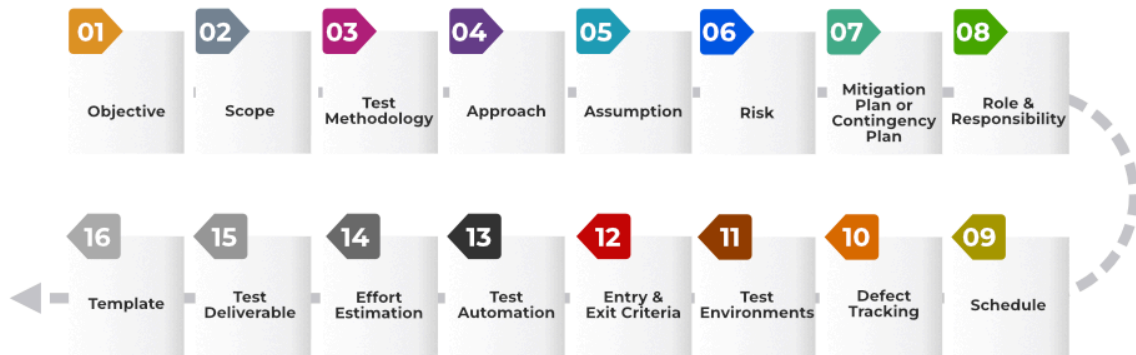 01
Objective
02
Scope
03
Test
Methodology
04
Approach
05
Assumption
06
Risk
07
Mitigation
Plan or
Contingency
Plan
08
Role &
Responsibility
09
Schedule
10
Defect
Tracking
11
Test
Environments
12
Entry &
Exit Criteria
13
Test
Automation
14
Effort
Estimation
15
Test
Deliverable
16
Template